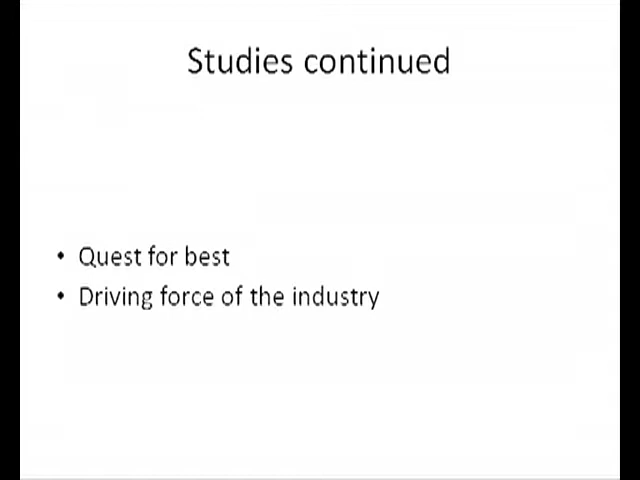 Studies continued
• Quest for best
• Driving force of the industry